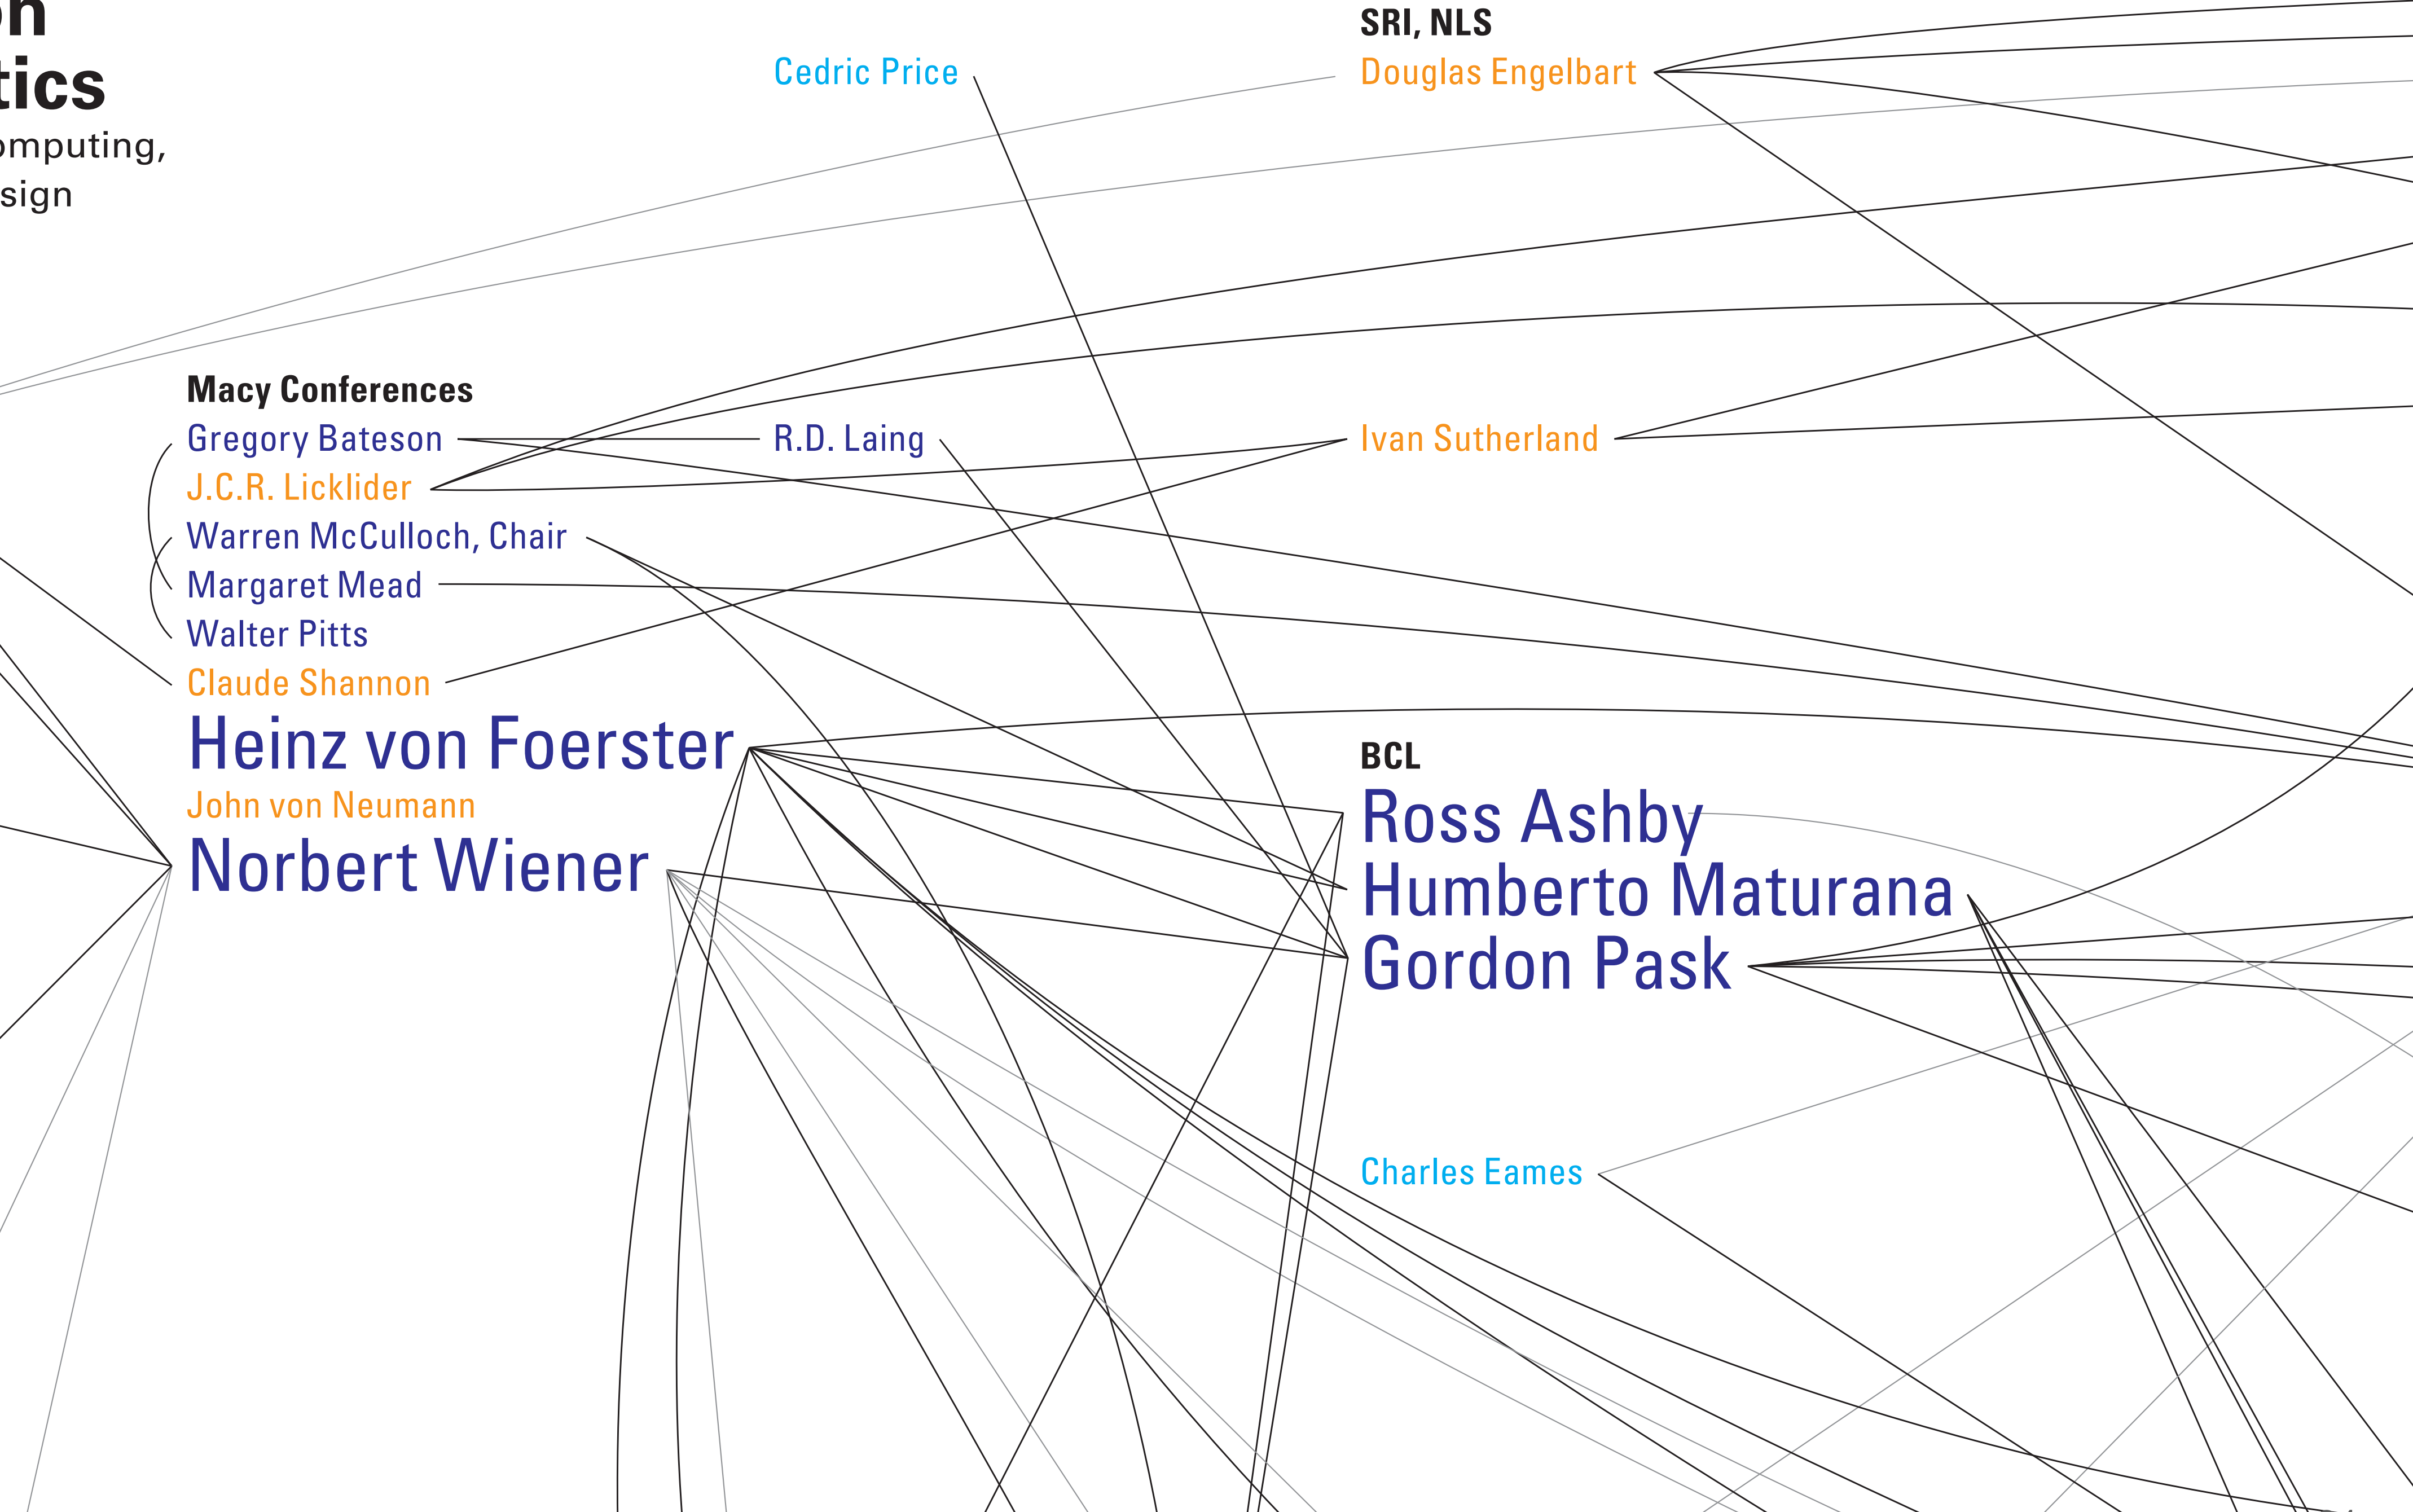 tics
omputing,
sign
Cedric Price
SRI, NLS
Douglas Engelbart
Macy Conferences
Gregory Bateson
J.C.R. Licklider
Warren McCulloch, Chair
Margaret Mead
Walter Pitts
Claude Shannon
Heinz von Foerster
John von Neumann
Norbert Wiener
R.D. Laing
Ivan Sutherland
BCL
Ross Ashby
Humberto Maturana
Gordon Pask
Charles Eames